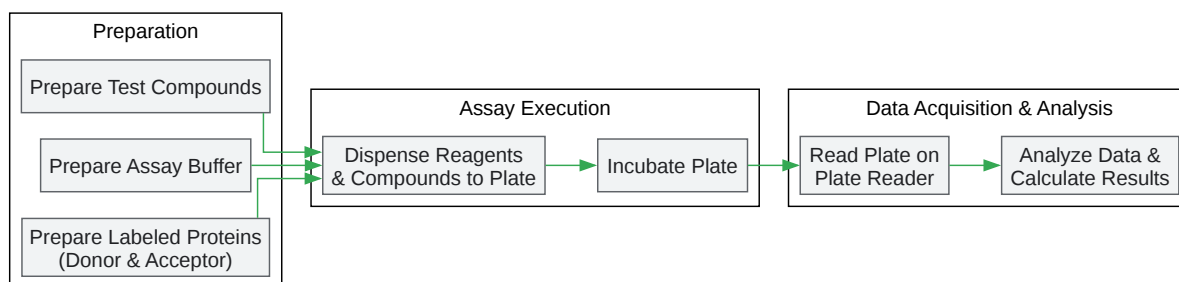 Preparation
Prepare Test Compounds
Prepare Assay Buffer
Prepare Labeled Proteins
(Donor & Acceptor)
Assay Execution
Dispense Reagents
& Compounds to Plate
Incubate Plate
Data Acquisition & Analysis
Read Plate on
Plate Reader
Analyze Data &
Calculate Results